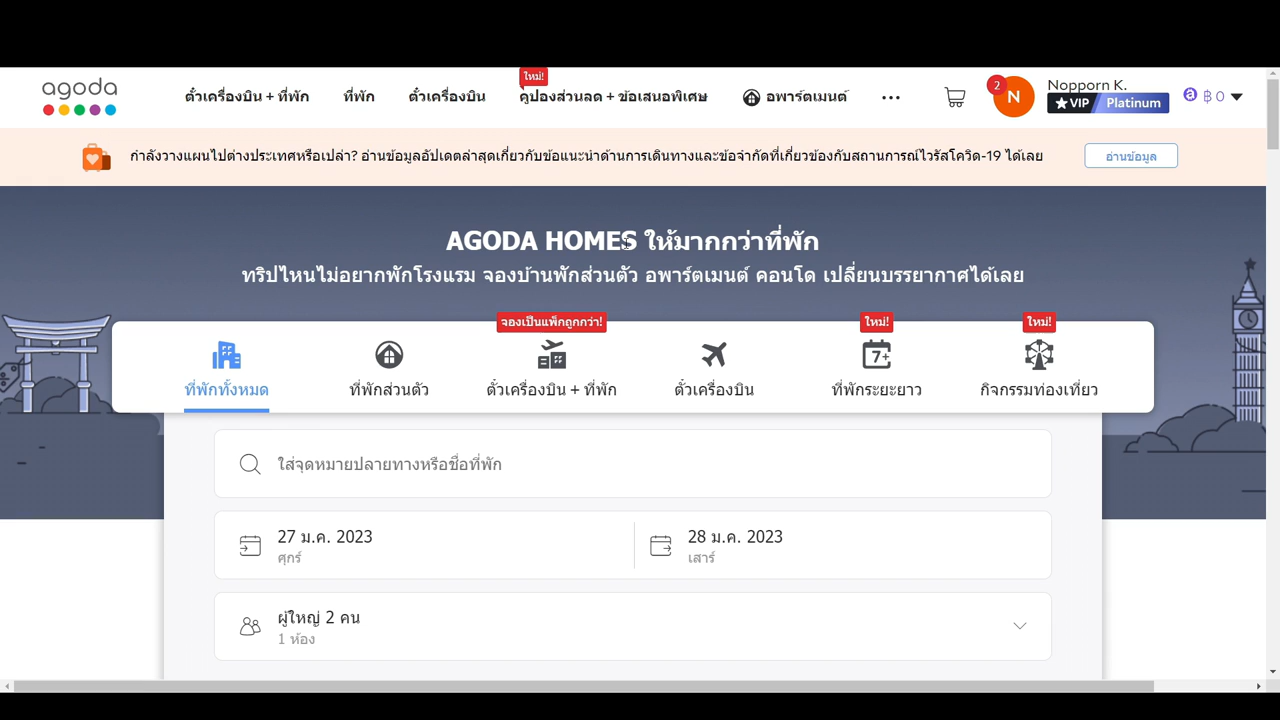 agoda
ตั๋วเครื่องบิน + ที่พัก
ที่พัก
ตั๋วเครื่องบิน
ใหม่!
คูปองส่วนลด + ข้อเสนอพิเศษ
อพาร์ตเมนต์
2
N
Nopporn K.
VIP Platinum
a ฿ 0
กำลังวางแผนไปต่างประเทศหรือเปล่า? อ่านข้อมูลอัปเดตล่าสุดเกี่ยวกับข้อแนะนำด้านการเดินทางและข้อจำกัดที่เกี่ยวข้องกับสถานการณ์ไวรัสโควิด-19 ได้เลย
อ่านข้อมูล
AGODA HOMES ให้มากกว่าที่พัก
ทริปไหนไม่อยากพักโรงแรม จองบ้านพักส่วนตัว อพาร์ตเมนต์ คอนโด เปลี่ยนบรรยากาศได้เลย
ที่พักทั้งหมด
ที่พักส่วนตัว
จองเป็นแพ็กถูกกว่า!
ตั๋วเครื่องบิน + ที่พัก
ตั๋วเครื่องบิน
ใหม่!
7+
ที่พักระยะยาว
ใหม่!
กิจกรรมท่องเที่ยว
ใส่จุดหมายปลายทางหรือชื่อที่พัก
27 ม.ค. 2023
ศุกร์
28 ม.ค. 2023
เสาร์
ผู้ใหญ่ 2 คน
1 ห้อง